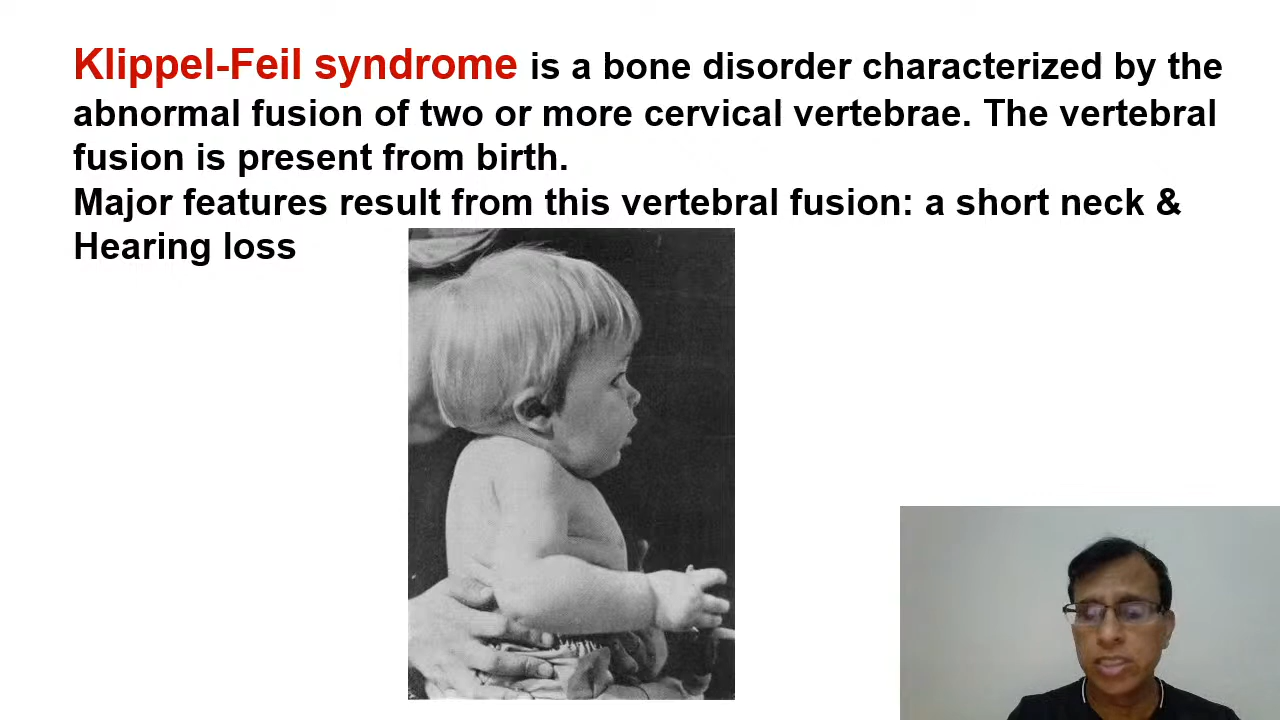 Klippel-Feil syndrome is a bone disorder characterized by the
abnormal fusion of two or more cervical vertebrae. The vertebral
fusion is present from birth.
Major features result from this vertebral fusion: a short neck &
Hearing loss